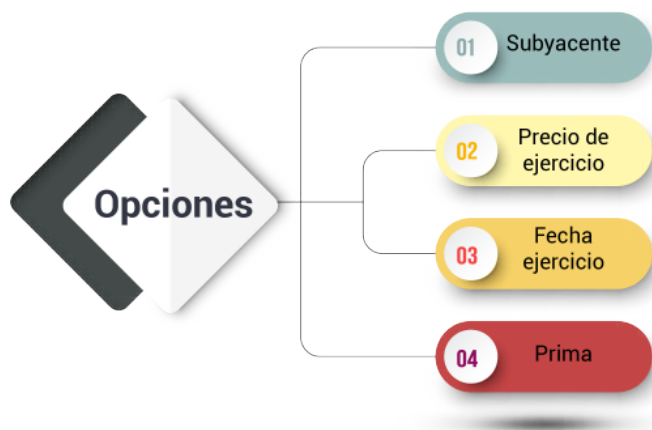 Opciones
01
Subyacente
02
Precio de
ejercicio
03
Fecha
ejercicio
04
Prima